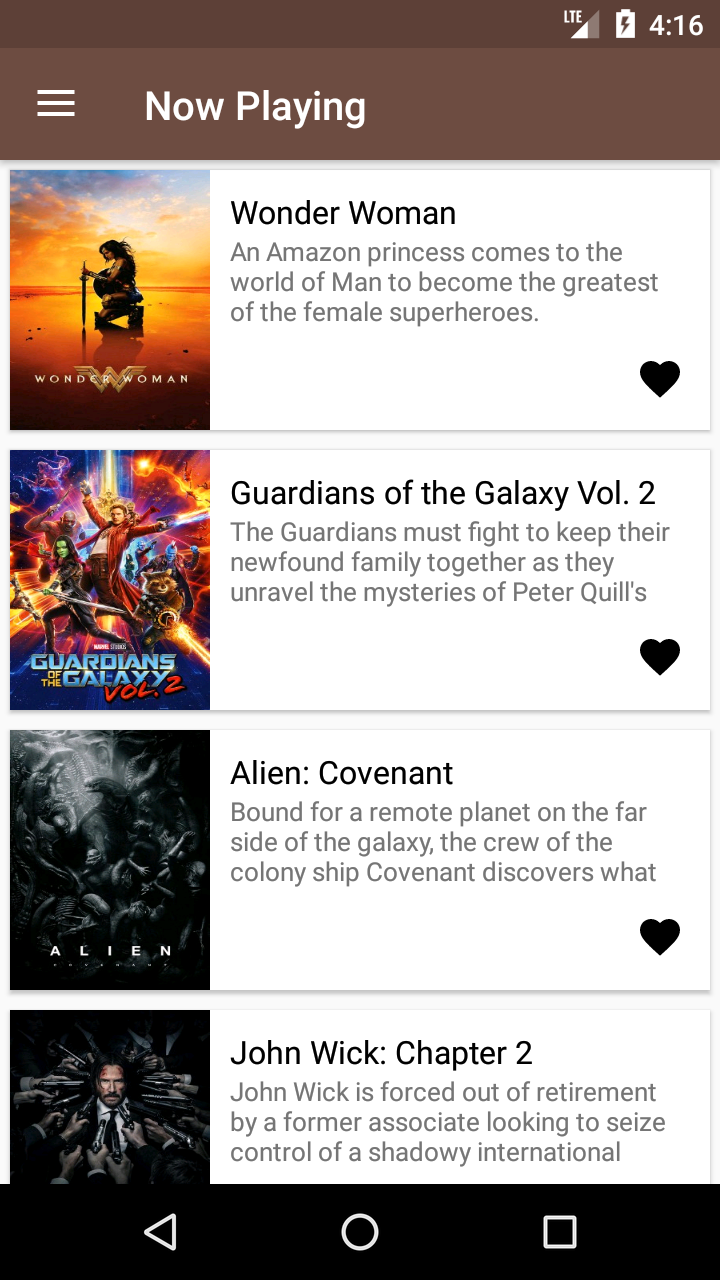 LTE 4:16
Now Playing
Wonder Woman
An Amazon princess comes to the
world of Man to become the greatest
of the female superheroes.
WONDER WOMAN
Guardians of the Galaxy Vol. 2
The Guardians must fight to keep their
newfound family together as they
unravel the mysteries of Peter Quill's
MARVEL STUDIOS
GUARDIANS
OF THE GALAXY
VOL. 2
Alien: Covenant
Bound for a remote planet on the far
side of the galaxy, the crew of the
colony ship Covenant discovers what
ALIEN
COVENANT
John Wick: Chapter 2
John Wick is forced out of retirement
by a former associate looking to seize
control of a shadowy international